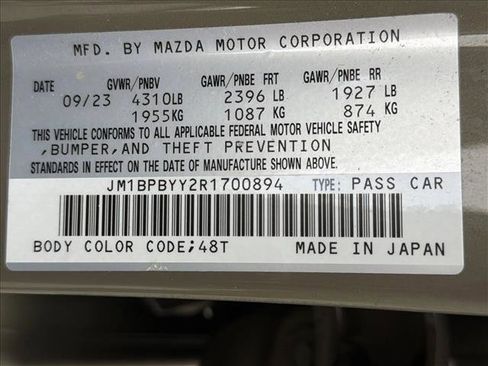 MFD. BY MAZDA MOTOR CORPORATION
DATE GVWR/PNBV GAWR/PNBE FRT GAWR/PNBE RR
09/23 4310LB 2396 LB 1927 LB
1955KG 1087 KG 874 KG
THIS VEHICLE CONFORMS TO ALL APPLICABLE FEDERAL MOTOR VEHICLE SAFETY
,BUMPER,AND THEFT PREVENTION
STANDARDS IN EFFECT ON THE DATE OF MANUFACTURE SHOWN ABOVE.
JM1BPBYY2R1700894 TYPE: PASS CAR
BODY COLOR CODE;48T MADE IN JAPAN